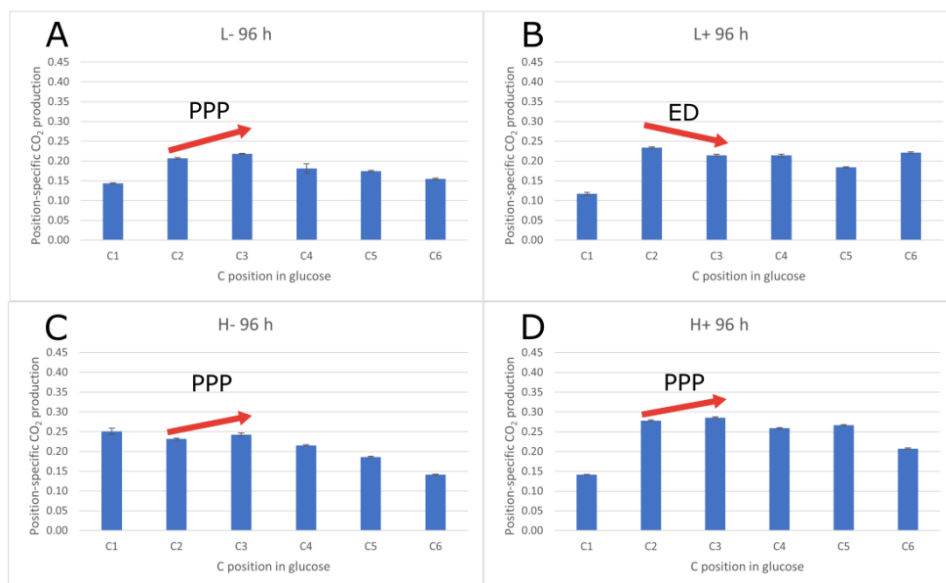 A
L- 96 h
Position-specific CO₂ production
0.45
0.40
0.35
0.30
0.25
0.20
0.15
0.10
0.05
0.00
PPP
C1 C2 C3 C4 C5 C6
C position in glucose
B
L+ 96 h
Position-specific CO₂ production
0.45
0.40
0.35
0.30
0.25
0.20
0.15
0.10
0.05
0.00
ED
C1 C2 C3 C4 C5 C6
C position in glucose
C
H- 96 h
Position-specific CO₂ production
0.45
0.40
0.35
0.30
0.25
0.20
0.15
0.10
0.05
0.00
PPP
C1 C2 C3 C4 C5 C6
C position in glucose
D
H+ 96 h
Position-specific CO₂ production
0.45
0.40
0.35
0.30
0.25
0.20
0.15
0.10
0.05
0.00
PPP
C1 C2 C3 C4 C5 C6
C position in glucose